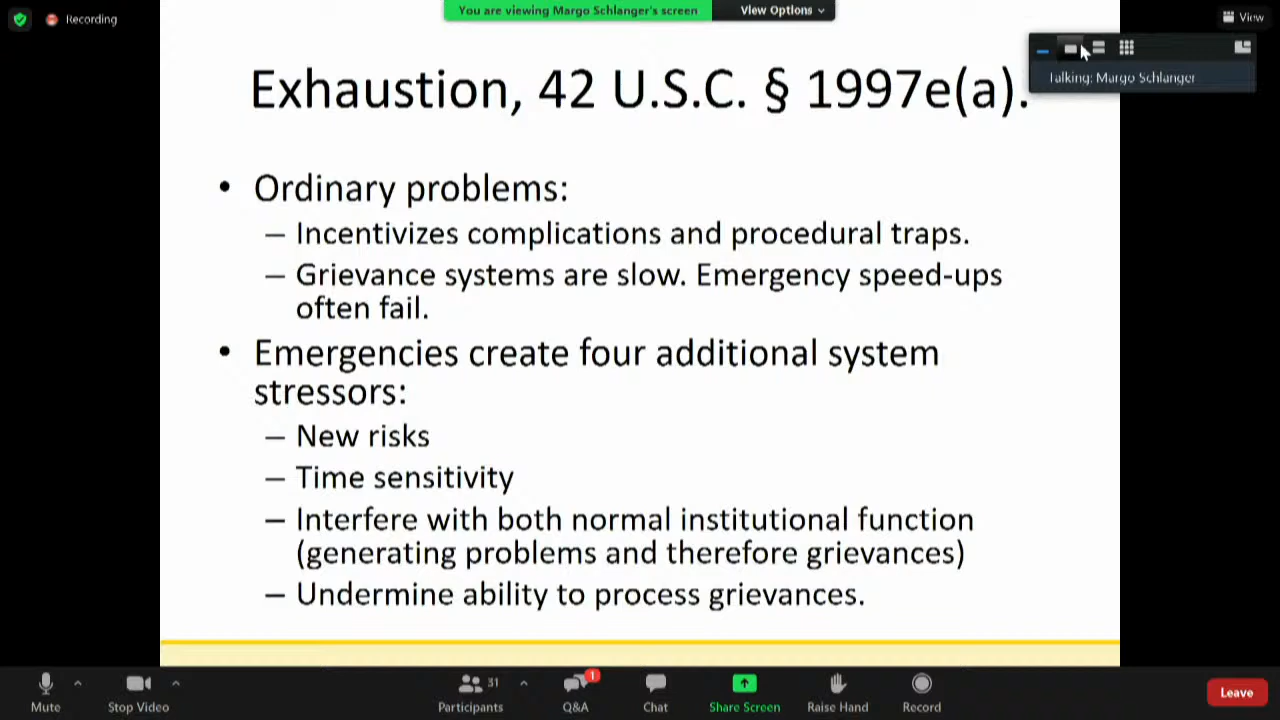 Recording
You are viewing Margo Schlanger's screen
View Options
View
Talking: Margo Schlanger
Exhaustion, 42 U.S.C. § 1997e(a).
• Ordinary problems:
– Incentivizes complications and procedural traps.
– Grievance systems are slow. Emergency speed-ups
often fail.
• Emergencies create four additional system
stressors:
– New risks
– Time sensitivity
– Interfere with both normal institutional function
(generating problems and therefore grievances)
– Undermine ability to process grievances.
31
1
Mute
Stop Video
Participants
Q&A
Chat
Share Screen
Raise Hand
Record
Leave